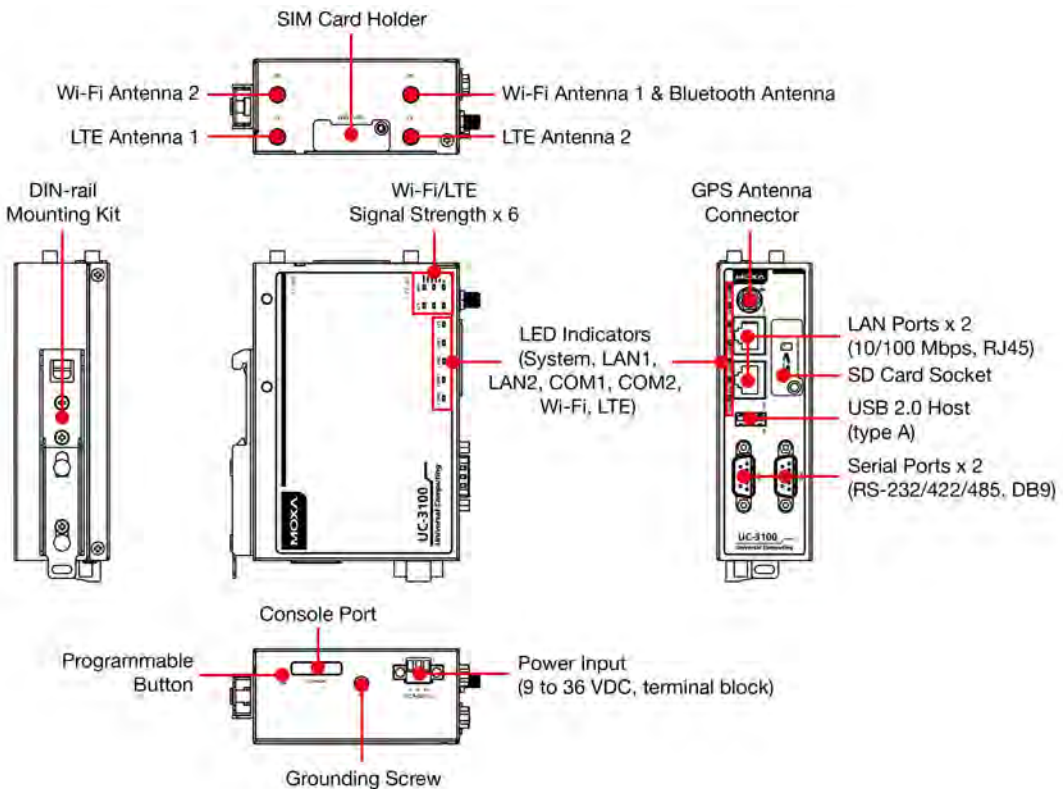 SIM Card Holder
Wi-Fi Antenna 2
Wi-Fi Antenna 1 & Bluetooth Antenna
LTE Antenna 1
LTE Antenna 2
DIN-rail
Mounting Kit
Wi-Fi/LTE
Signal Strength x 6
GPS Antenna
Connector
MOXA
LED Indicators
(System, LAN1,
LAN2, COM1, COM2,
Wi-Fi, LTE)
LAN Ports x 2
(10/100 Mbps, RJ45)
SD Card Socket
USB 2.0 Host
(type A)
Serial Ports x 2
(RS-232/422/485, DB9)
MOXA
UC-3100
Universal Computing
UC-3100
Universal Computing
Console Port
Programmable
Button
Power Input
(9 to 36 VDC, terminal block)
Grounding Screw